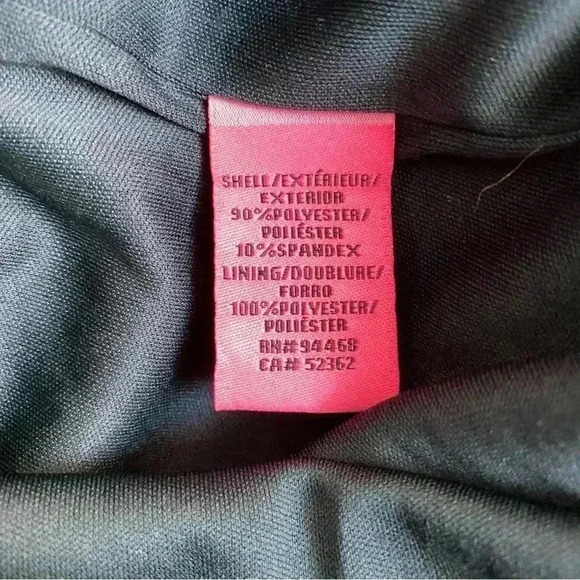 SHELL/EXTÉRIEUR/
EXTERIOR
90%POLYESTER/
POLIÉSTER
10%SPANDEX
LINING/DOUBLURE/
FORRO
100%POLYESTER/
POLIÉSTER
RN# 94468
CA# 52362